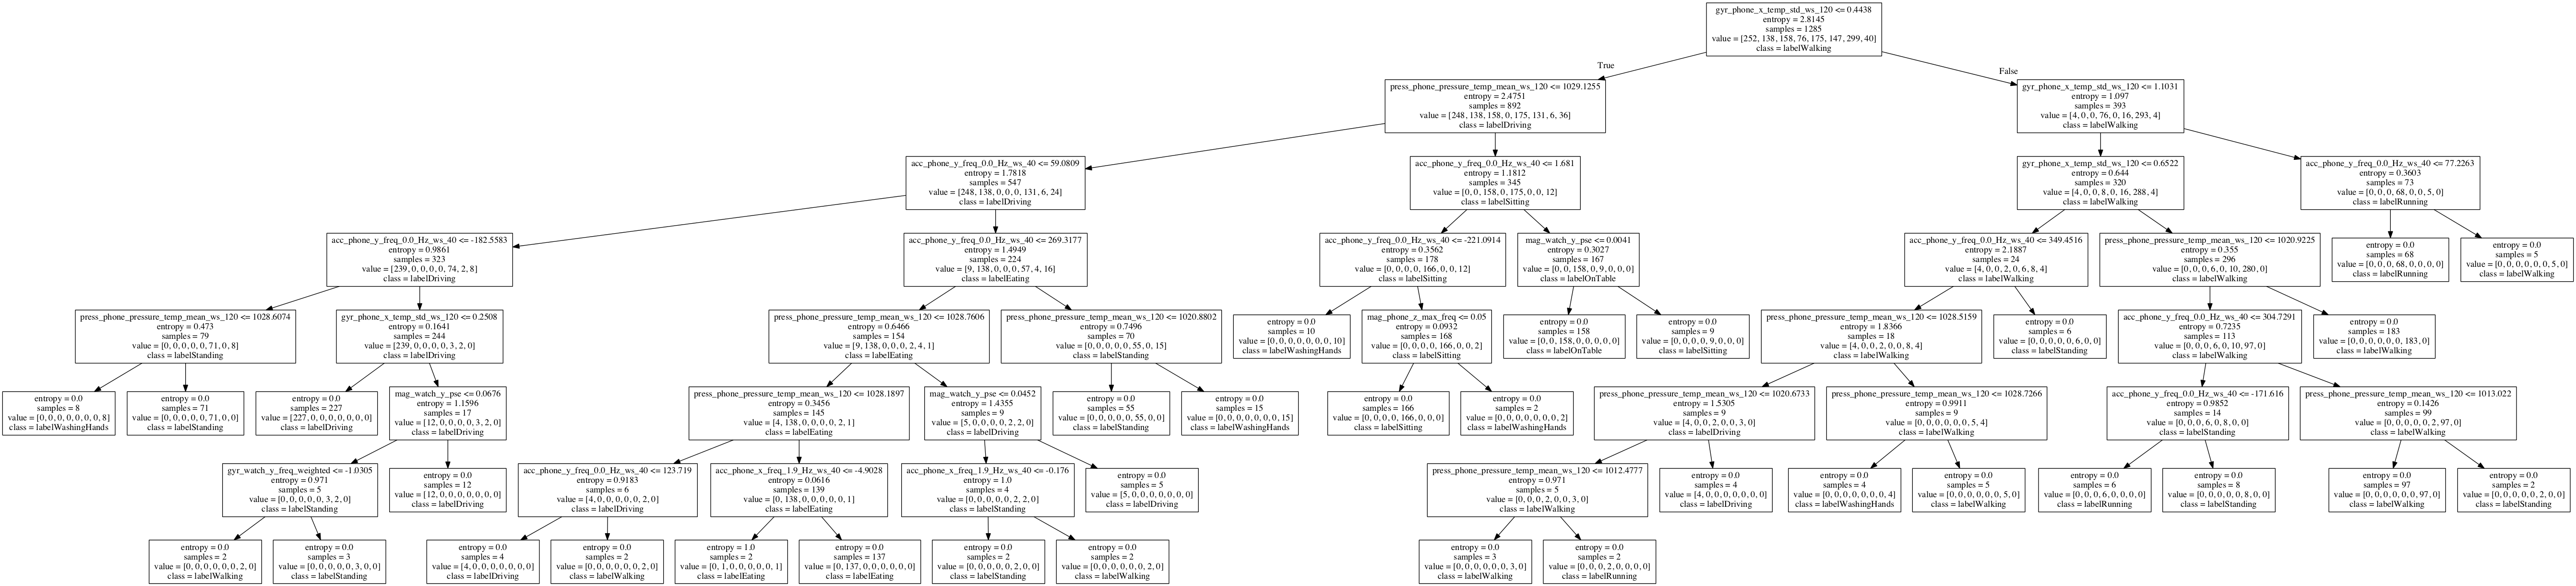 gyr_phone_x_temp_std_ws_120 <= 0.4438
entropy = 2.8145
samples = 1285
value = [252, 138, 158, 76, 175, 147, 299, 40]
class = labelWalking
True
False
press_phone_pressure_temp_mean_ws_120 <= 1029.1255
entropy = 2.4751
samples = 892
value = [248, 138, 158, 0, 175, 131, 6, 36]
class = labelDriving
gyr_phone_x_temp_std_ws_120 <= 1.1031
entropy = 1.097
samples = 393
value = [4, 0, 0, 76, 0, 16, 293, 4]
class = labelWalking
acc_phone_y_freq_0.0_Hz_ws_40 <= 59.0809
entropy = 1.7818
samples = 547
value = [248, 138, 0, 0, 0, 131, 6, 24]
class = labelDriving
acc_phone_y_freq_0.0_Hz_ws_40 <= 1.681
entropy = 1.1812
samples = 345
value = [0, 0, 158, 0, 175, 0, 0, 12]
class = labelSitting
gyr_phone_x_temp_std_ws_120 <= 0.6522
entropy = 0.644
samples = 320
value = [4, 0, 0, 8, 0, 16, 288, 4]
class = labelWalking
acc_phone_y_freq_0.0_Hz_ws_40 <= 77.2263
entropy = 0.3603
samples = 73
value = [0, 0, 0, 68, 0, 0, 5, 0]
class = labelRunning
acc_phone_y_freq_0.0_Hz_ws_40 <= -182.5583
entropy = 0.9861
samples = 323
value = [239, 0, 0, 0, 0, 74, 2, 8]
class = labelDriving
acc_phone_y_freq_0.0_Hz_ws_40 <= 269.3177
entropy = 1.4949
samples = 224
value = [9, 138, 0, 0, 0, 57, 4, 16]
class = labelEating
acc_phone_y_freq_0.0_Hz_ws_40 <= -221.0914
entropy = 0.3562
samples = 178
value = [0, 0, 0, 0, 166, 0, 0, 12]
class = labelSitting
mag_watch_y_pse <= 0.0041
entropy = 0.3027
samples = 167
value = [0, 0, 158, 0, 9, 0, 0, 0]
class = labelOnTable
acc_phone_y_freq_0.0_Hz_ws_40 <= 349.4516
entropy = 2.1887
samples = 24
value = [4, 0, 0, 2, 0, 6, 8, 4]
class = labelWalking
press_phone_pressure_temp_mean_ws_120 <= 1020.9225
entropy = 0.355
samples = 296
value = [0, 0, 0, 6, 0, 10, 280, 0]
class = labelWalking
entropy = 0.0
samples = 68
value = [0, 0, 0, 68, 0, 0, 0, 0]
class = labelRunning
entropy = 0.0
samples = 5
value = [0, 0, 0, 0, 0, 0, 5, 0]
class = labelWalking
press_phone_pressure_temp_mean_ws_120 <= 1028.6074
entropy = 0.473
samples = 79
value = [0, 0, 0, 0, 0, 71, 0, 8]
class = labelStanding
gyr_phone_x_temp_std_ws_120 <= 0.2508
entropy = 0.1641
samples = 244
value = [239, 0, 0, 0, 0, 3, 2, 0]
class = labelDriving
press_phone_pressure_temp_mean_ws_120 <= 1028.7606
entropy = 0.6466
samples = 154
value = [9, 138, 0, 0, 0, 2, 4, 1]
class = labelEating
press_phone_pressure_temp_mean_ws_120 <= 1020.8802
entropy = 0.7496
samples = 70
value = [0, 0, 0, 0, 0, 55, 0, 15]
class = labelStanding
entropy = 0.0
samples = 10
value = [0, 0, 0, 0, 0, 0, 0, 10]
class = labelWashingHands
mag_phone_z_max_freq <= 0.05
entropy = 0.0932
samples = 168
value = [0, 0, 0, 0, 166, 0, 0, 2]
class = labelSitting
entropy = 0.0
samples = 158
value = [0, 0, 158, 0, 0, 0, 0, 0]
class = labelOnTable
entropy = 0.0
samples = 9
value = [0, 0, 0, 0, 9, 0, 0, 0]
class = labelSitting
press_phone_pressure_temp_mean_ws_120 <= 1028.5159
entropy = 1.8366
samples = 18
value = [4, 0, 0, 2, 0, 0, 8, 4]
class = labelWalking
entropy = 0.0
samples = 6
value = [0, 0, 0, 0, 0, 6, 0, 0]
class = labelStanding
acc_phone_y_freq_0.0_Hz_ws_40 <= 304.7291
entropy = 0.7235
samples = 113
value = [0, 0, 0, 6, 0, 10, 97, 0]
class = labelWalking
entropy = 0.0
samples = 183
value = [0, 0, 0, 0, 0, 0, 183, 0]
class = labelWalking
entropy = 0.0
samples = 8
value = [0, 0, 0, 0, 0, 0, 0, 8]
class = labelWashingHands
entropy = 0.0
samples = 71
value = [0, 0, 0, 0, 0, 71, 0, 0]
class = labelStanding
entropy = 0.0
samples = 227
value = [227, 0, 0, 0, 0, 0, 0, 0]
class = labelDriving
mag_watch_y_pse <= 0.0676
entropy = 1.1596
samples = 17
value = [12, 0, 0, 0, 0, 3, 2, 0]
class = labelDriving
press_phone_pressure_temp_mean_ws_120 <= 1028.1897
entropy = 0.3456
samples = 145
value = [4, 138, 0, 0, 0, 0, 2, 1]
class = labelEating
mag_watch_y_pse <= 0.0452
entropy = 1.4355
samples = 9
value = [5, 0, 0, 0, 0, 2, 2, 0]
class = labelDriving
entropy = 0.0
samples = 55
value = [0, 0, 0, 0, 0, 55, 0, 0]
class = labelStanding
entropy = 0.0
samples = 15
value = [0, 0, 0, 0, 0, 0, 0, 15]
class = labelWashingHands
entropy = 0.0
samples = 166
value = [0, 0, 0, 0, 166, 0, 0, 0]
class = labelSitting
entropy = 0.0
samples = 2
value = [0, 0, 0, 0, 0, 0, 0, 2]
class = labelWashingHands
press_phone_pressure_temp_mean_ws_120 <= 1020.6733
entropy = 1.5305
samples = 9
value = [4, 0, 0, 2, 0, 0, 3, 0]
class = labelDriving
press_phone_pressure_temp_mean_ws_120 <= 1028.7266
entropy = 0.9911
samples = 9
value = [0, 0, 0, 0, 0, 0, 5, 4]
class = labelWalking
acc_phone_y_freq_0.0_Hz_ws_40 <= -171.616
entropy = 0.9852
samples = 14
value = [0, 0, 0, 6, 0, 8, 0, 0]
class = labelStanding
press_phone_pressure_temp_mean_ws_120 <= 1013.022
entropy = 0.1426
samples = 99
value = [0, 0, 0, 0, 0, 2, 97, 0]
class = labelWalking
gyr_watch_y_freq_weighted <= -1.0305
entropy = 0.971
samples = 5
value = [0, 0, 0, 0, 0, 3, 2, 0]
class = labelStanding
entropy = 0.0
samples = 12
value = [12, 0, 0, 0, 0, 0, 0, 0]
class = labelDriving
acc_phone_y_freq_0.0_Hz_ws_40 <= 123.719
entropy = 0.9183
samples = 6
value = [4, 0, 0, 0, 0, 0, 2, 0]
class = labelDriving
acc_phone_x_freq_1.9_Hz_ws_40 <= -4.9028
entropy = 0.0616
samples = 139
value = [0, 138, 0, 0, 0, 0, 0, 1]
class = labelEating
acc_phone_x_freq_1.9_Hz_ws_40 <= -0.176
entropy = 1.0
samples = 4
value = [0, 0, 0, 0, 0, 2, 2, 0]
class = labelStanding
entropy = 0.0
samples = 5
value = [5, 0, 0, 0, 0, 0, 0, 0]
class = labelDriving
press_phone_pressure_temp_mean_ws_120 <= 1012.4777
entropy = 0.971
samples = 5
value = [0, 0, 0, 2, 0, 0, 3, 0]
class = labelWalking
entropy = 0.0
samples = 4
value = [4, 0, 0, 0, 0, 0, 0, 0]
class = labelDriving
entropy = 0.0
samples = 4
value = [0, 0, 0, 0, 0, 0, 0, 4]
class = labelWashingHands
entropy = 0.0
samples = 5
value = [0, 0, 0, 0, 0, 0, 5, 0]
class = labelWalking
entropy = 0.0
samples = 6
value = [0, 0, 0, 6, 0, 0, 0, 0]
class = labelRunning
entropy = 0.0
samples = 8
value = [0, 0, 0, 0, 0, 8, 0, 0]
class = labelStanding
entropy = 0.0
samples = 97
value = [0, 0, 0, 0, 0, 0, 97, 0]
class = labelWalking
entropy = 0.0
samples = 2
value = [0, 0, 0, 0, 0, 2, 0, 0]
class = labelStanding
entropy = 0.0
samples = 2
value = [0, 0, 0, 0, 0, 0, 2, 0]
class = labelWalking
entropy = 0.0
samples = 3
value = [0, 0, 0, 0, 0, 3, 0, 0]
class = labelStanding
entropy = 0.0
samples = 4
value = [4, 0, 0, 0, 0, 0, 0, 0]
class = labelDriving
entropy = 0.0
samples = 2
value = [0, 0, 0, 0, 0, 0, 2, 0]
class = labelWalking
entropy = 1.0
samples = 2
value = [0, 1, 0, 0, 0, 0, 0, 1]
class = labelEating
entropy = 0.0
samples = 137
value = [0, 137, 0, 0, 0, 0, 0, 0]
class = labelEating
entropy = 0.0
samples = 2
value = [0, 0, 0, 0, 0, 2, 0, 0]
class = labelStanding
entropy = 0.0
samples = 2
value = [0, 0, 0, 0, 0, 0, 2, 0]
class = labelWalking
entropy = 0.0
samples = 3
value = [0, 0, 0, 0, 0, 0, 3, 0]
class = labelWalking
entropy = 0.0
samples = 2
value = [0, 0, 0, 2, 0, 0, 0, 0]
class = labelRunning